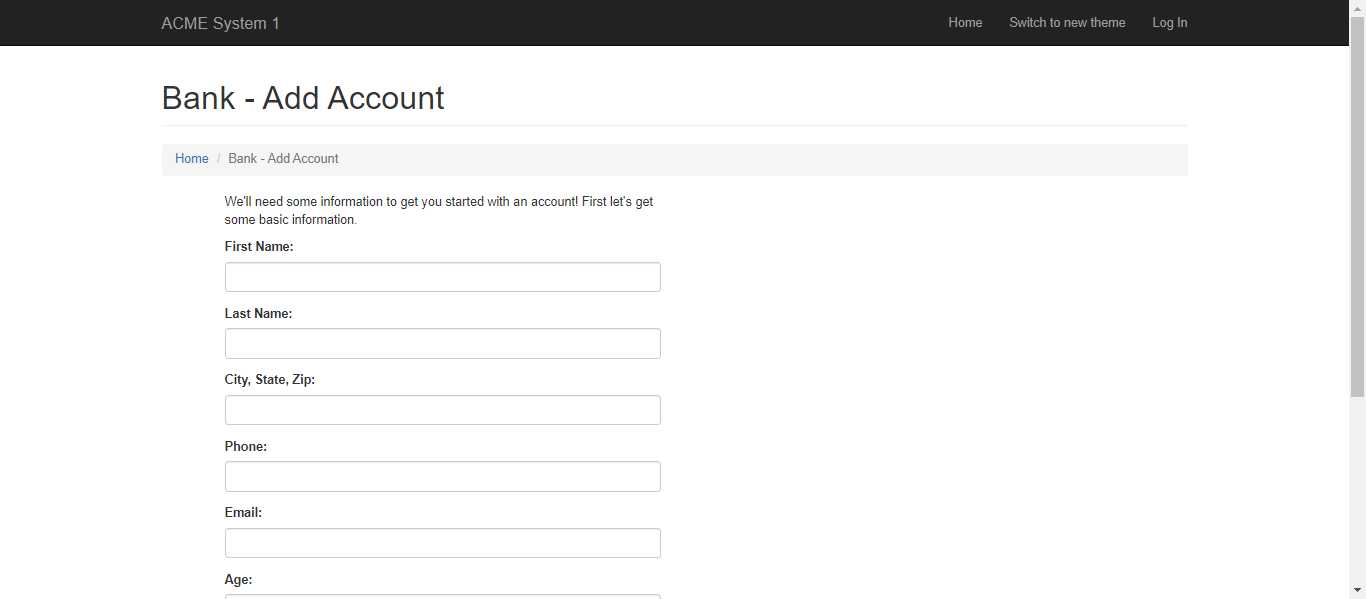 ACME System 1
Home
Switch to new theme
Log In
Bank - Add Account
Home / Bank - Add Account
We'll need some information to get you started with an account! First let's get
some basic information.
First Name:
Last Name:
City, State, Zip:
Phone:
Email:
Age: